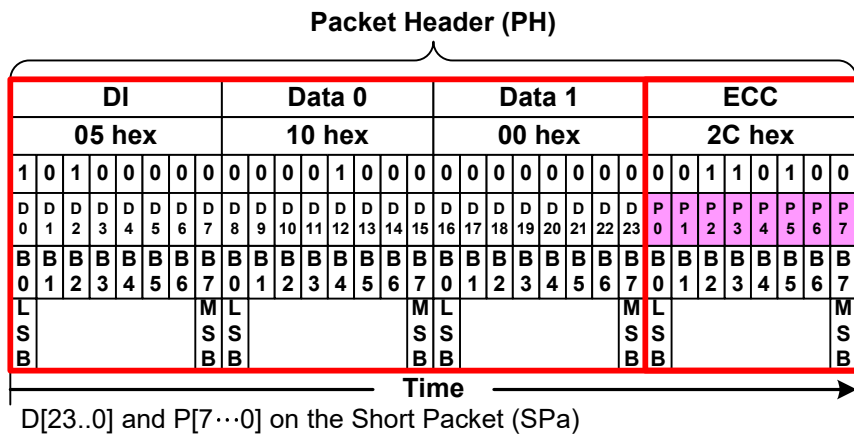 Packet Header (PH)
DI Data 0 Data 1 ECC
05 hex 10 hex 00 hex 2C hex
1 0 1 0 0 0 0 0 0 0 0 0 1 0 0 0 0 0 0 0 0 0 0 0 0 0 1 1 0 1 0 0
D0 D1 D2 D3 D4 D5 D6 D7 D8 D9 D10 D11 D12 D13 D14 D15 D16 D17 D18 D19 D20 D21 D22 D23 P0 P1 P2 P3 P4 P5 P6 P7
B0 B1 B2 B3 B4 B5 B6 B7 B0 B1 B2 B3 B4 B5 B6 B7 B0 B1 B2 B3 B4 B5 B6 B7 B0 B1 B2 B3 B4 B5 B6 B7
LSB MSB LSB MSB LSB MSB LSB MSB
Time
D[23..0] and P[7⋯0] on the Short Packet (SPa)